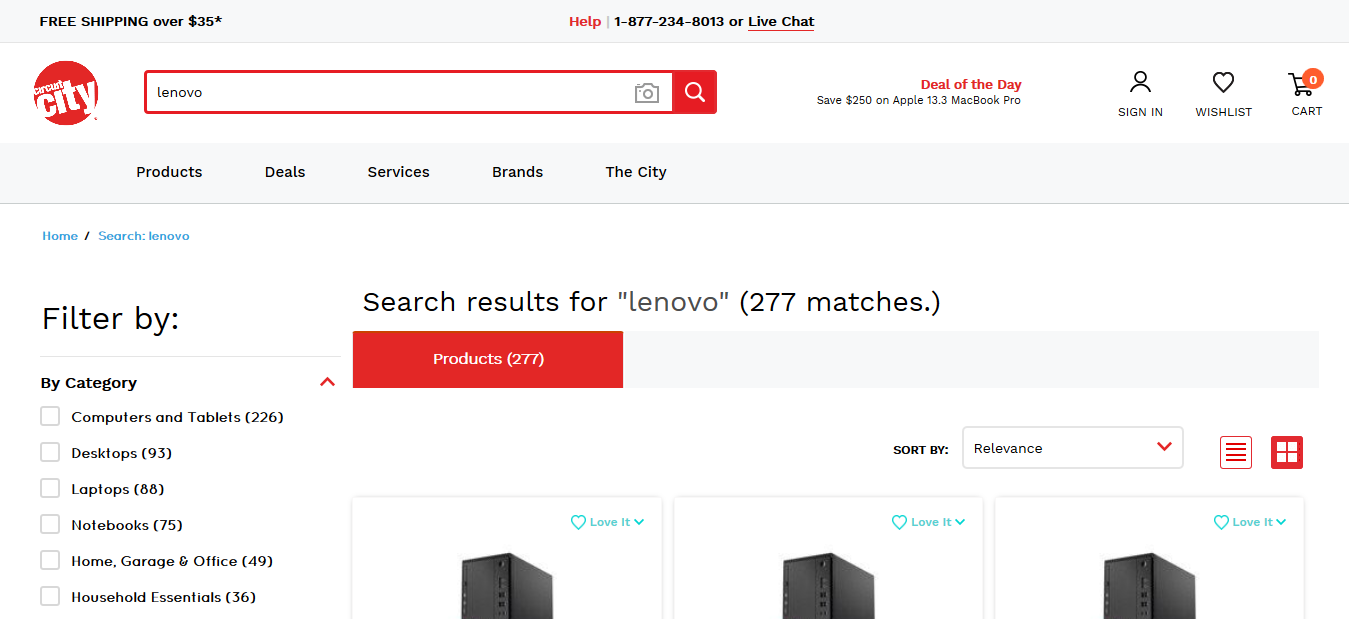 FREE SHIPPING over $35*
Help | 1-877-234-8013 or Live Chat
circuit
city
lenovo
Deal of the Day
Save $250 on Apple 13.3 MacBook Pro
SIGN IN
WISHLIST
0
CART
Products
Deals
Services
Brands
The City
Home / Search: lenovo
Filter by:
Search results for "lenovo" (277 matches.)
Products (277)
By Category
Computers and Tablets (226)
Desktops (93)
Laptops (88)
Notebooks (75)
Home, Garage & Office (49)
Household Essentials (36)
SORT BY:
Relevance
Love It
Love It
Love It